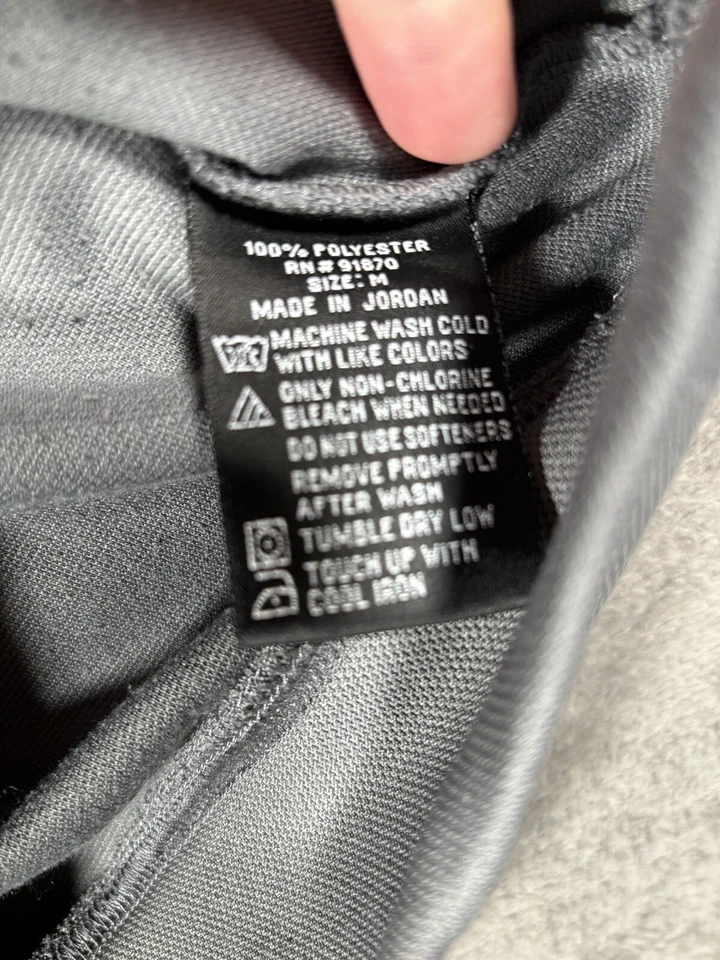 100% POLYESTER
RN# 91870
SIZE: M
MADE IN JORDAN
MACHINE WASH COLD
WITH LIKE COLORS
ONLY NON-CHLORINE
BLEACH WHEN NEEDED
DO NOT USE SOFTENERS
REMOVE PROMPTLY
AFTER WASH
TUMBLE DRY LOW
TOUCH UP WITH
COOL IRON